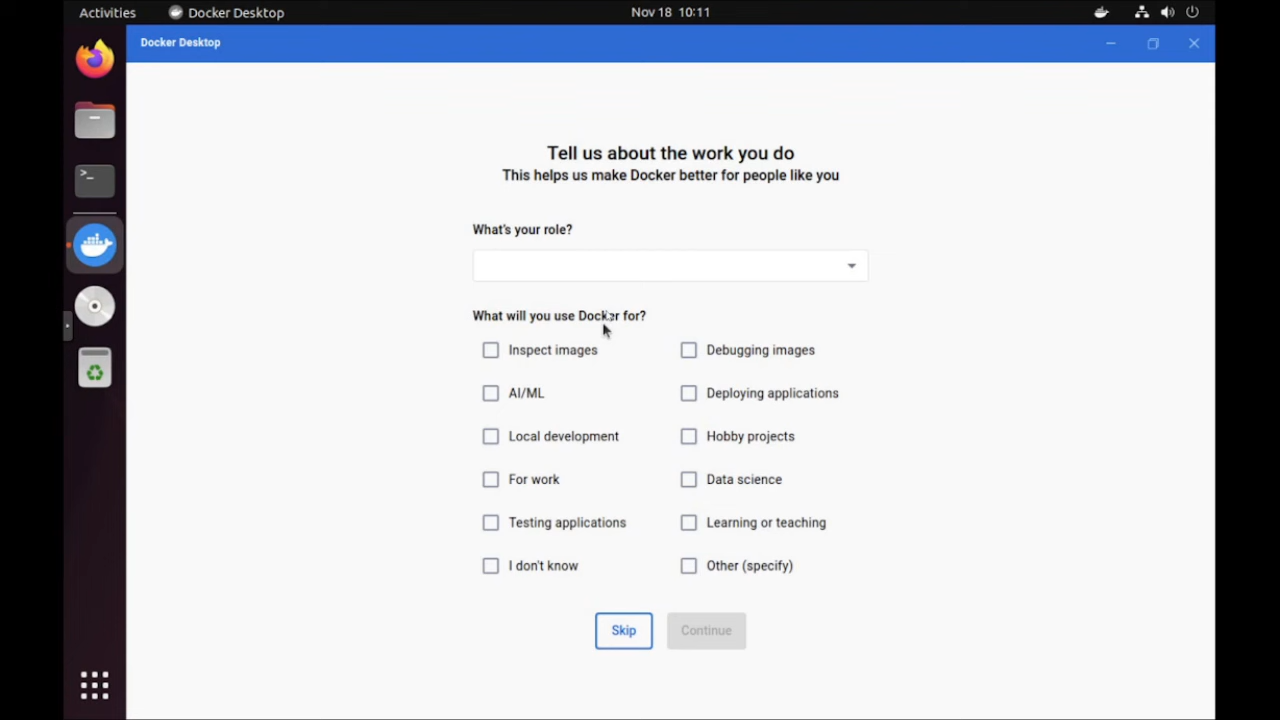 Activities Docker Desktop Nov 18 10:11
Docker Desktop
Tell us about the work you do
This helps us make Docker better for people like you
What's your role?
What will you use Docker for?
Inspect images Debugging images
AI/ML Deploying applications
Local development Hobby projects
For work Data science
Testing applications Learning or teaching
I don't know Other (specify)
Skip Continue